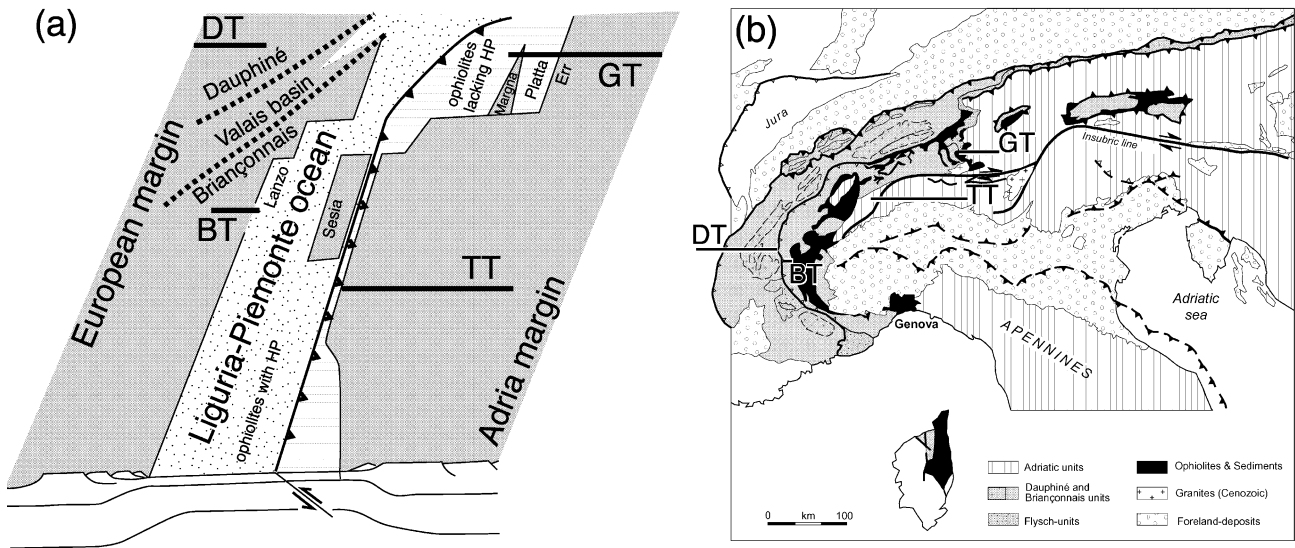 (a)
DT
Dauphiné
Valais basin
Briançonnais
European margin
BT
Lanzo
Liguria-Piemonte ocean
Sesia
ophiolites with HP
ophiolites
lacking HP
Margna
Platta
Err
GT
TT
Adria margin
(b)
Jura
GT
Insubric line
TT
DT
BT
Genova
Adriatic
sea
APENNINES
Adriatic units
Dauphiné and
Briançonnais units
Flysch-units
Ophiolites & Sediments
Granites (Cenozoic)
Foreland-deposits
0 km 100